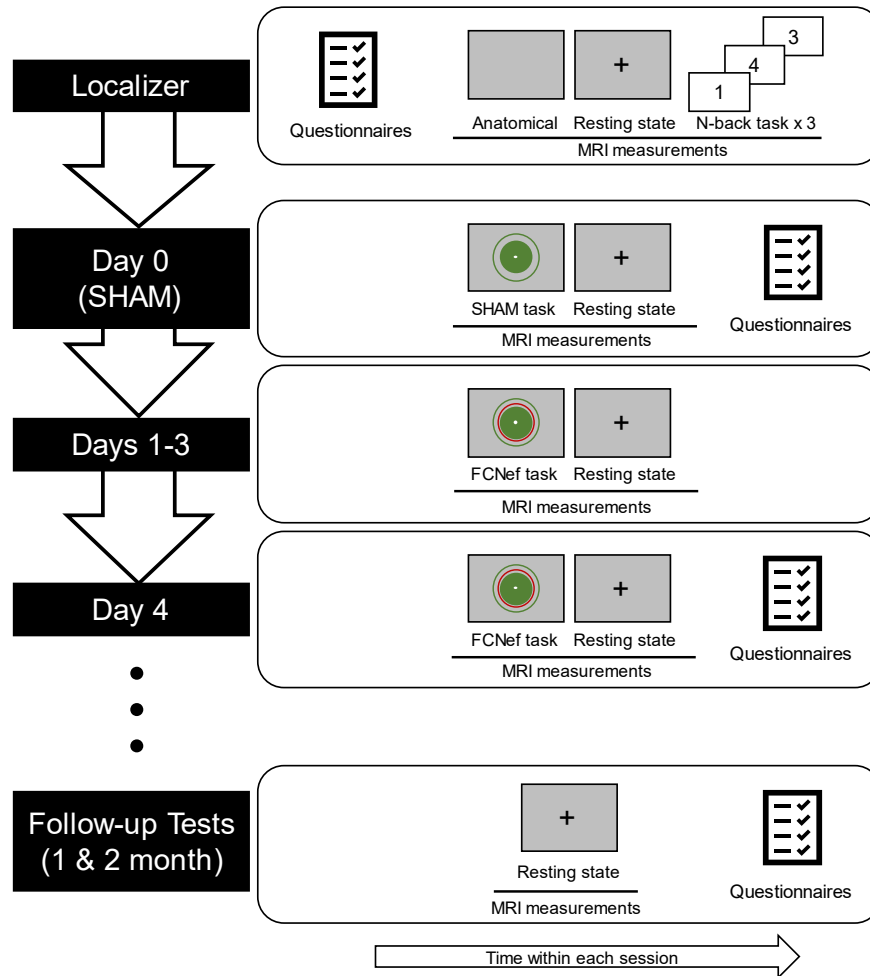 Localizer
Questionnaires
Anatomical
Resting state
3
4
1
N-back task x 3
MRI measurements
Day 0
(SHAM)
SHAM task
Resting state
MRI measurements
Questionnaires
Days 1-3
FCNef task
Resting state
MRI measurements
Day 4
FCNef task
Resting state
MRI measurements
Questionnaires
Follow-up Tests
(1 & 2 month)
Resting state
MRI measurements
Questionnaires
Time within each session